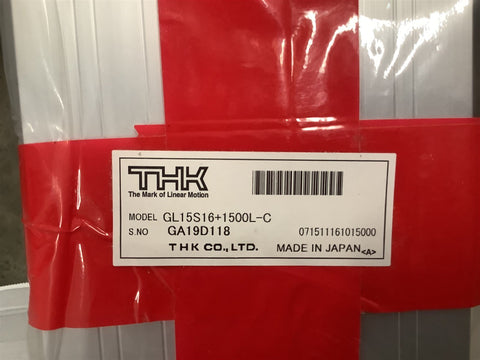 THK
The Mark of Linear Motion
MODEL GL15S16+1500L-C
S.NO GA19D118 071511161015000
THK CO., LTD. MADE IN JAPAN <A>